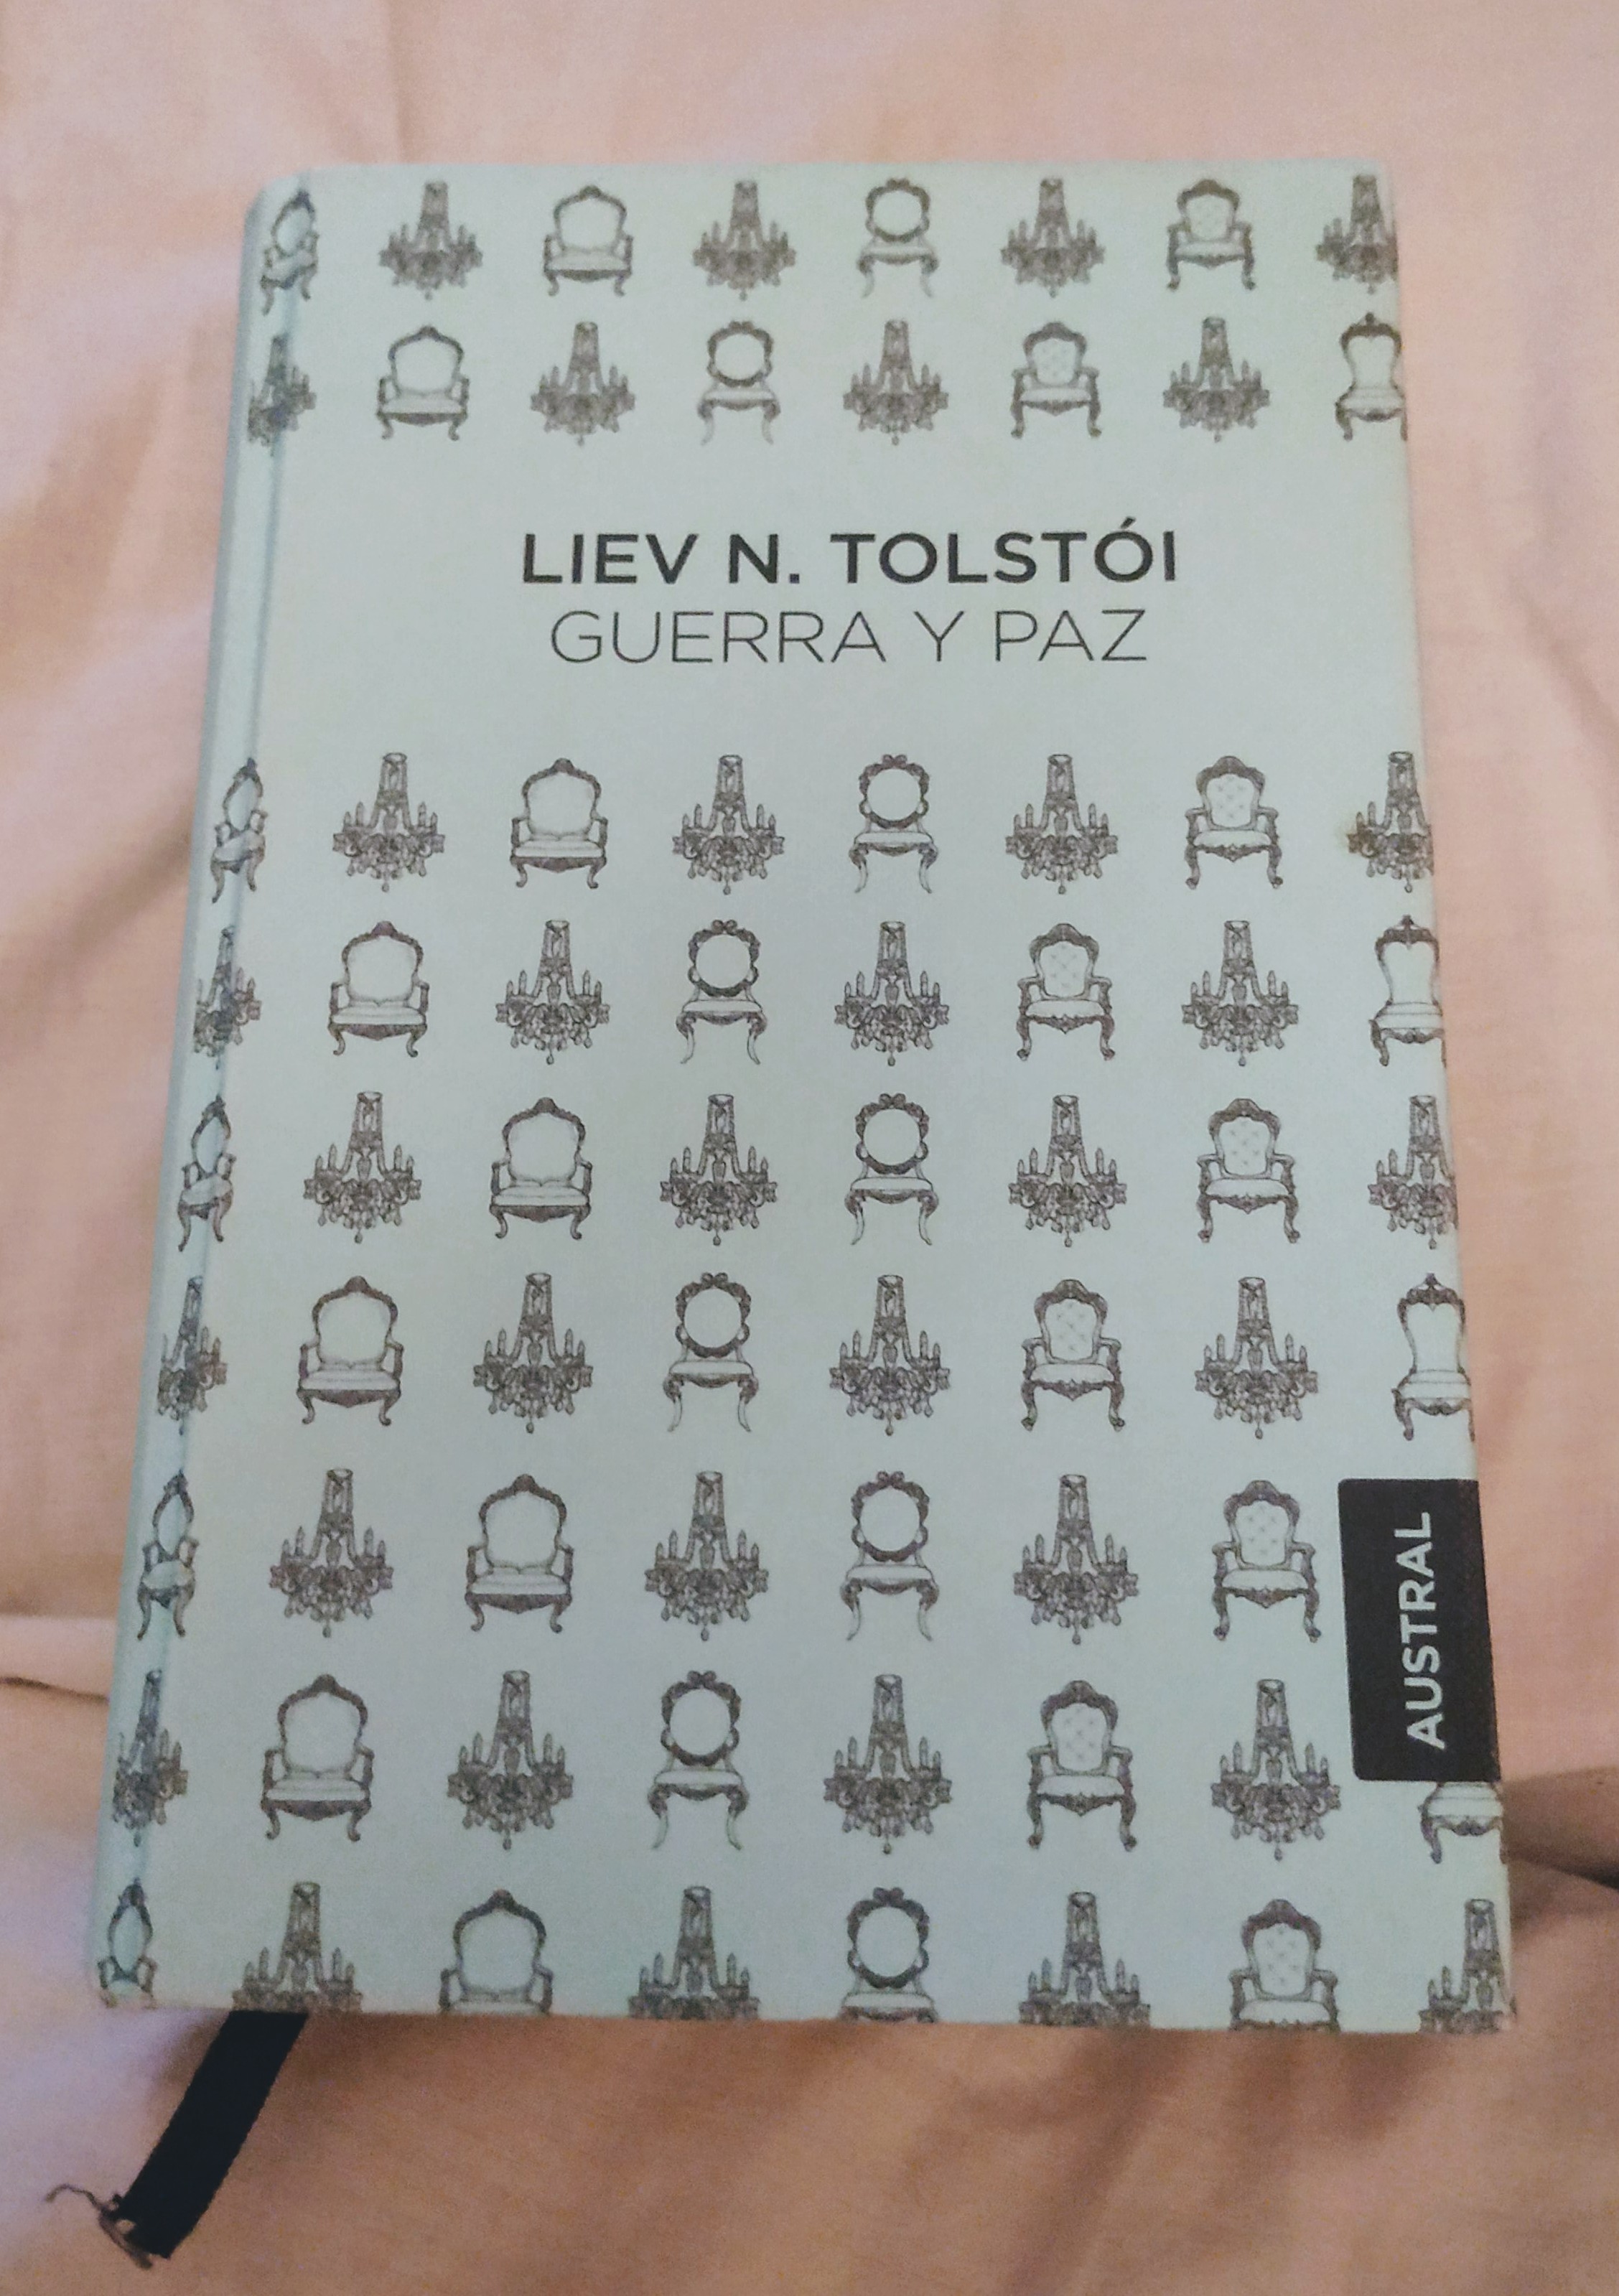 LIEV N. TOLSTÓI
GUERRA Y PAZ
AUSTRAL